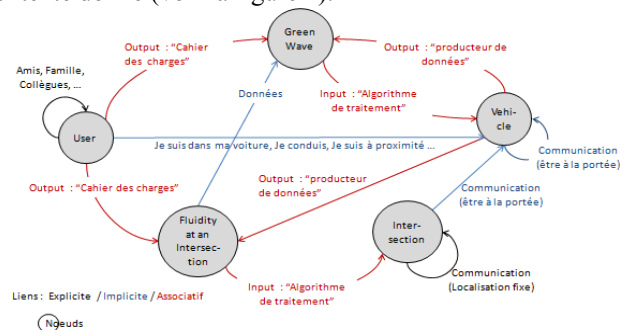 Green
Wave
Output : "Cahier
des charges"
Output : "producteur de
données"
Amis, Famille,
Collègues, ...
Données
Input : "Algorithme
de traitement"
Vehi-
cle
User
Je suis dans ma voiture, Je conduis, Je suis à proximité ...
Communication
(être à la portée)
Output : "Cahier des charges"
Output : "producteur
de données"
Communication
(être à la portée)
Fluidity
at an
Intersec-
tion
Inter-
section
Communication
(Localisation fixe)
Input : "Algorithme
de traitement"
Liens : Explicite / Implicite / Associatif
Nœuds